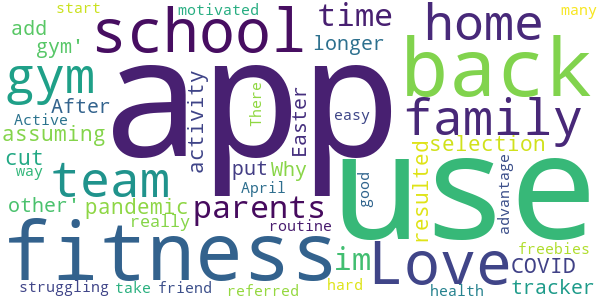 start
motivated
many
add
gym'
school
time
home
longer
gym
app
back
After
activity
Easter
There
easy
family
Active
assuming
cut
way
team
put
Why
April
good
use
resulted
selection
advantage
other'
pandemic
really
parents
routine
fitness
im
Love
COVID
freebies
tracker
struggling
take
friend
referred
hard
health